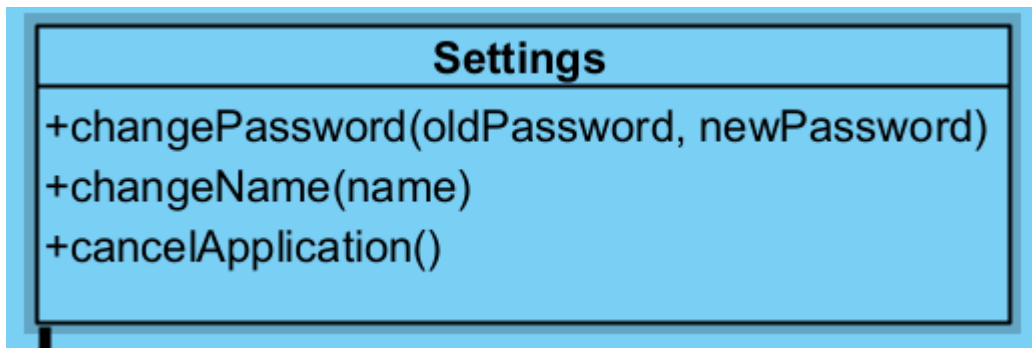 Settings
+changePassword(oldPassword, newPassword)
+changeName(name)
+cancelApplication()